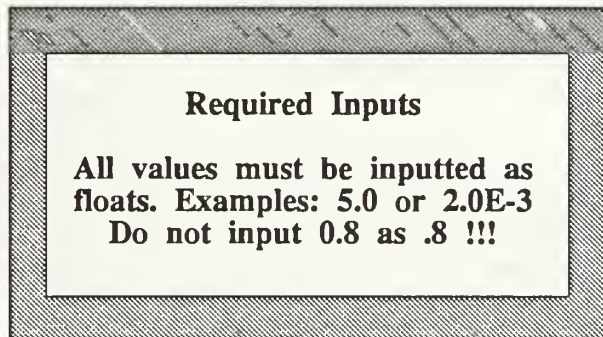 Required Inputs
All values must be inputted as
floats. Examples: 5.0 or 2.0E-3
Do not input 0.8 as .8 !!!